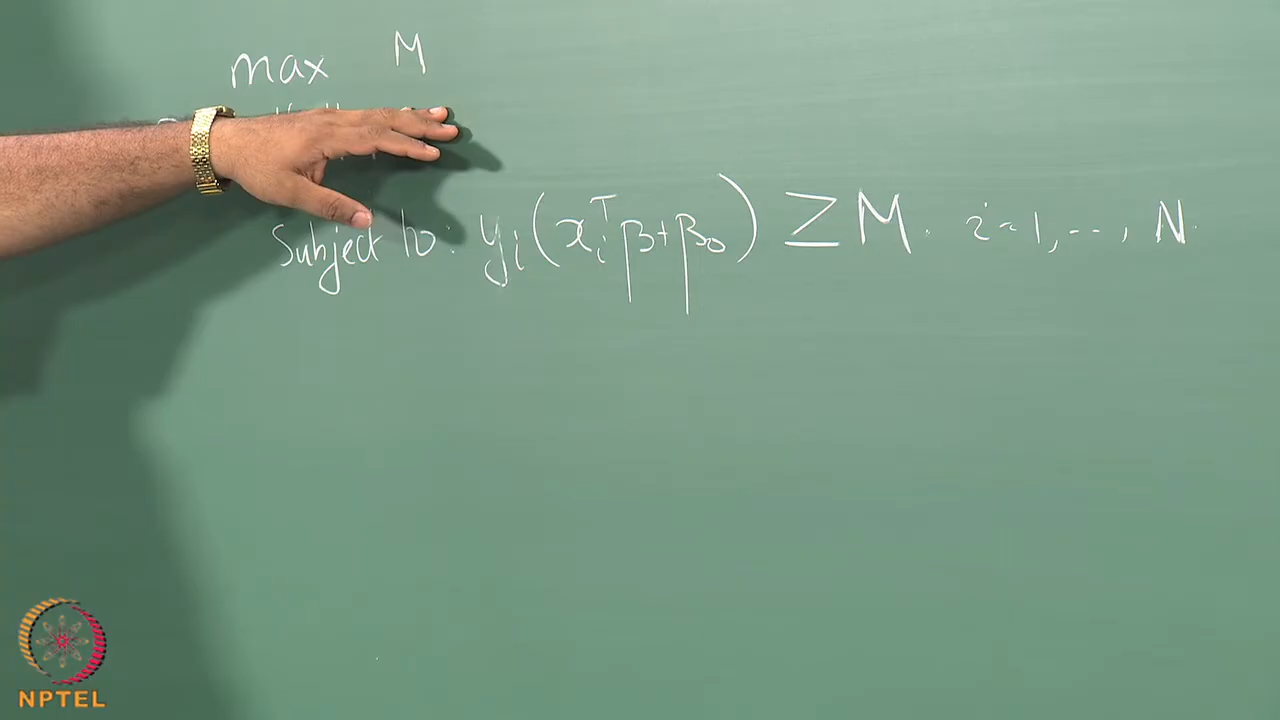 max M
Subject to: yᵢ(xᵢᵀβ+β₀) ≥ M. i=1,--, N.
NPTEL